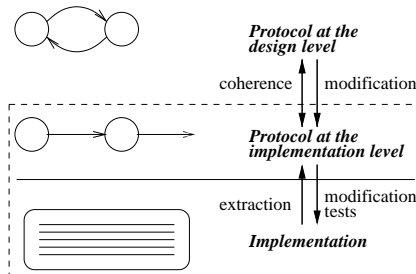 Protocol at the
design level
coherence modification
Protocol at the
implementation level
extraction modification
tests
Implementation